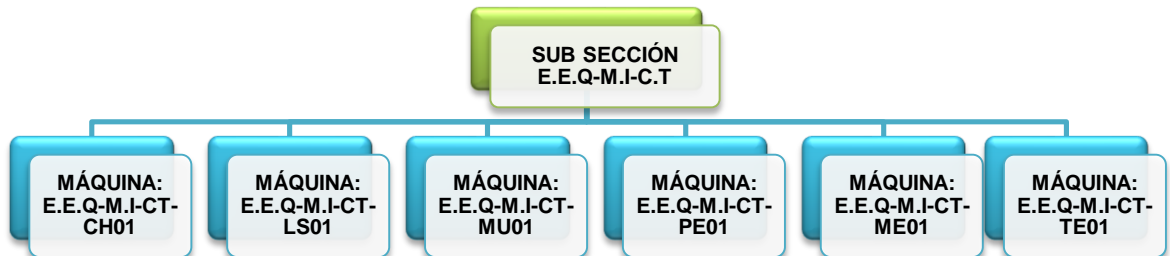 SUB SECCIÓN
E.E.Q-M.I-C.T
MÁQUINA:
E.E.Q-M.I-CT-
CH01
MÁQUINA:
E.E.Q-M.I-CT-
LS01
MÁQUINA:
E.E.Q-M.I-CT-
MU01
MÁQUINA:
E.E.Q-M.I-CT-
PE01
MÁQUINA:
E.E.Q-M.I-CT-
ME01
MÁQUINA:
E.E.Q-M.I-CT-
TE01